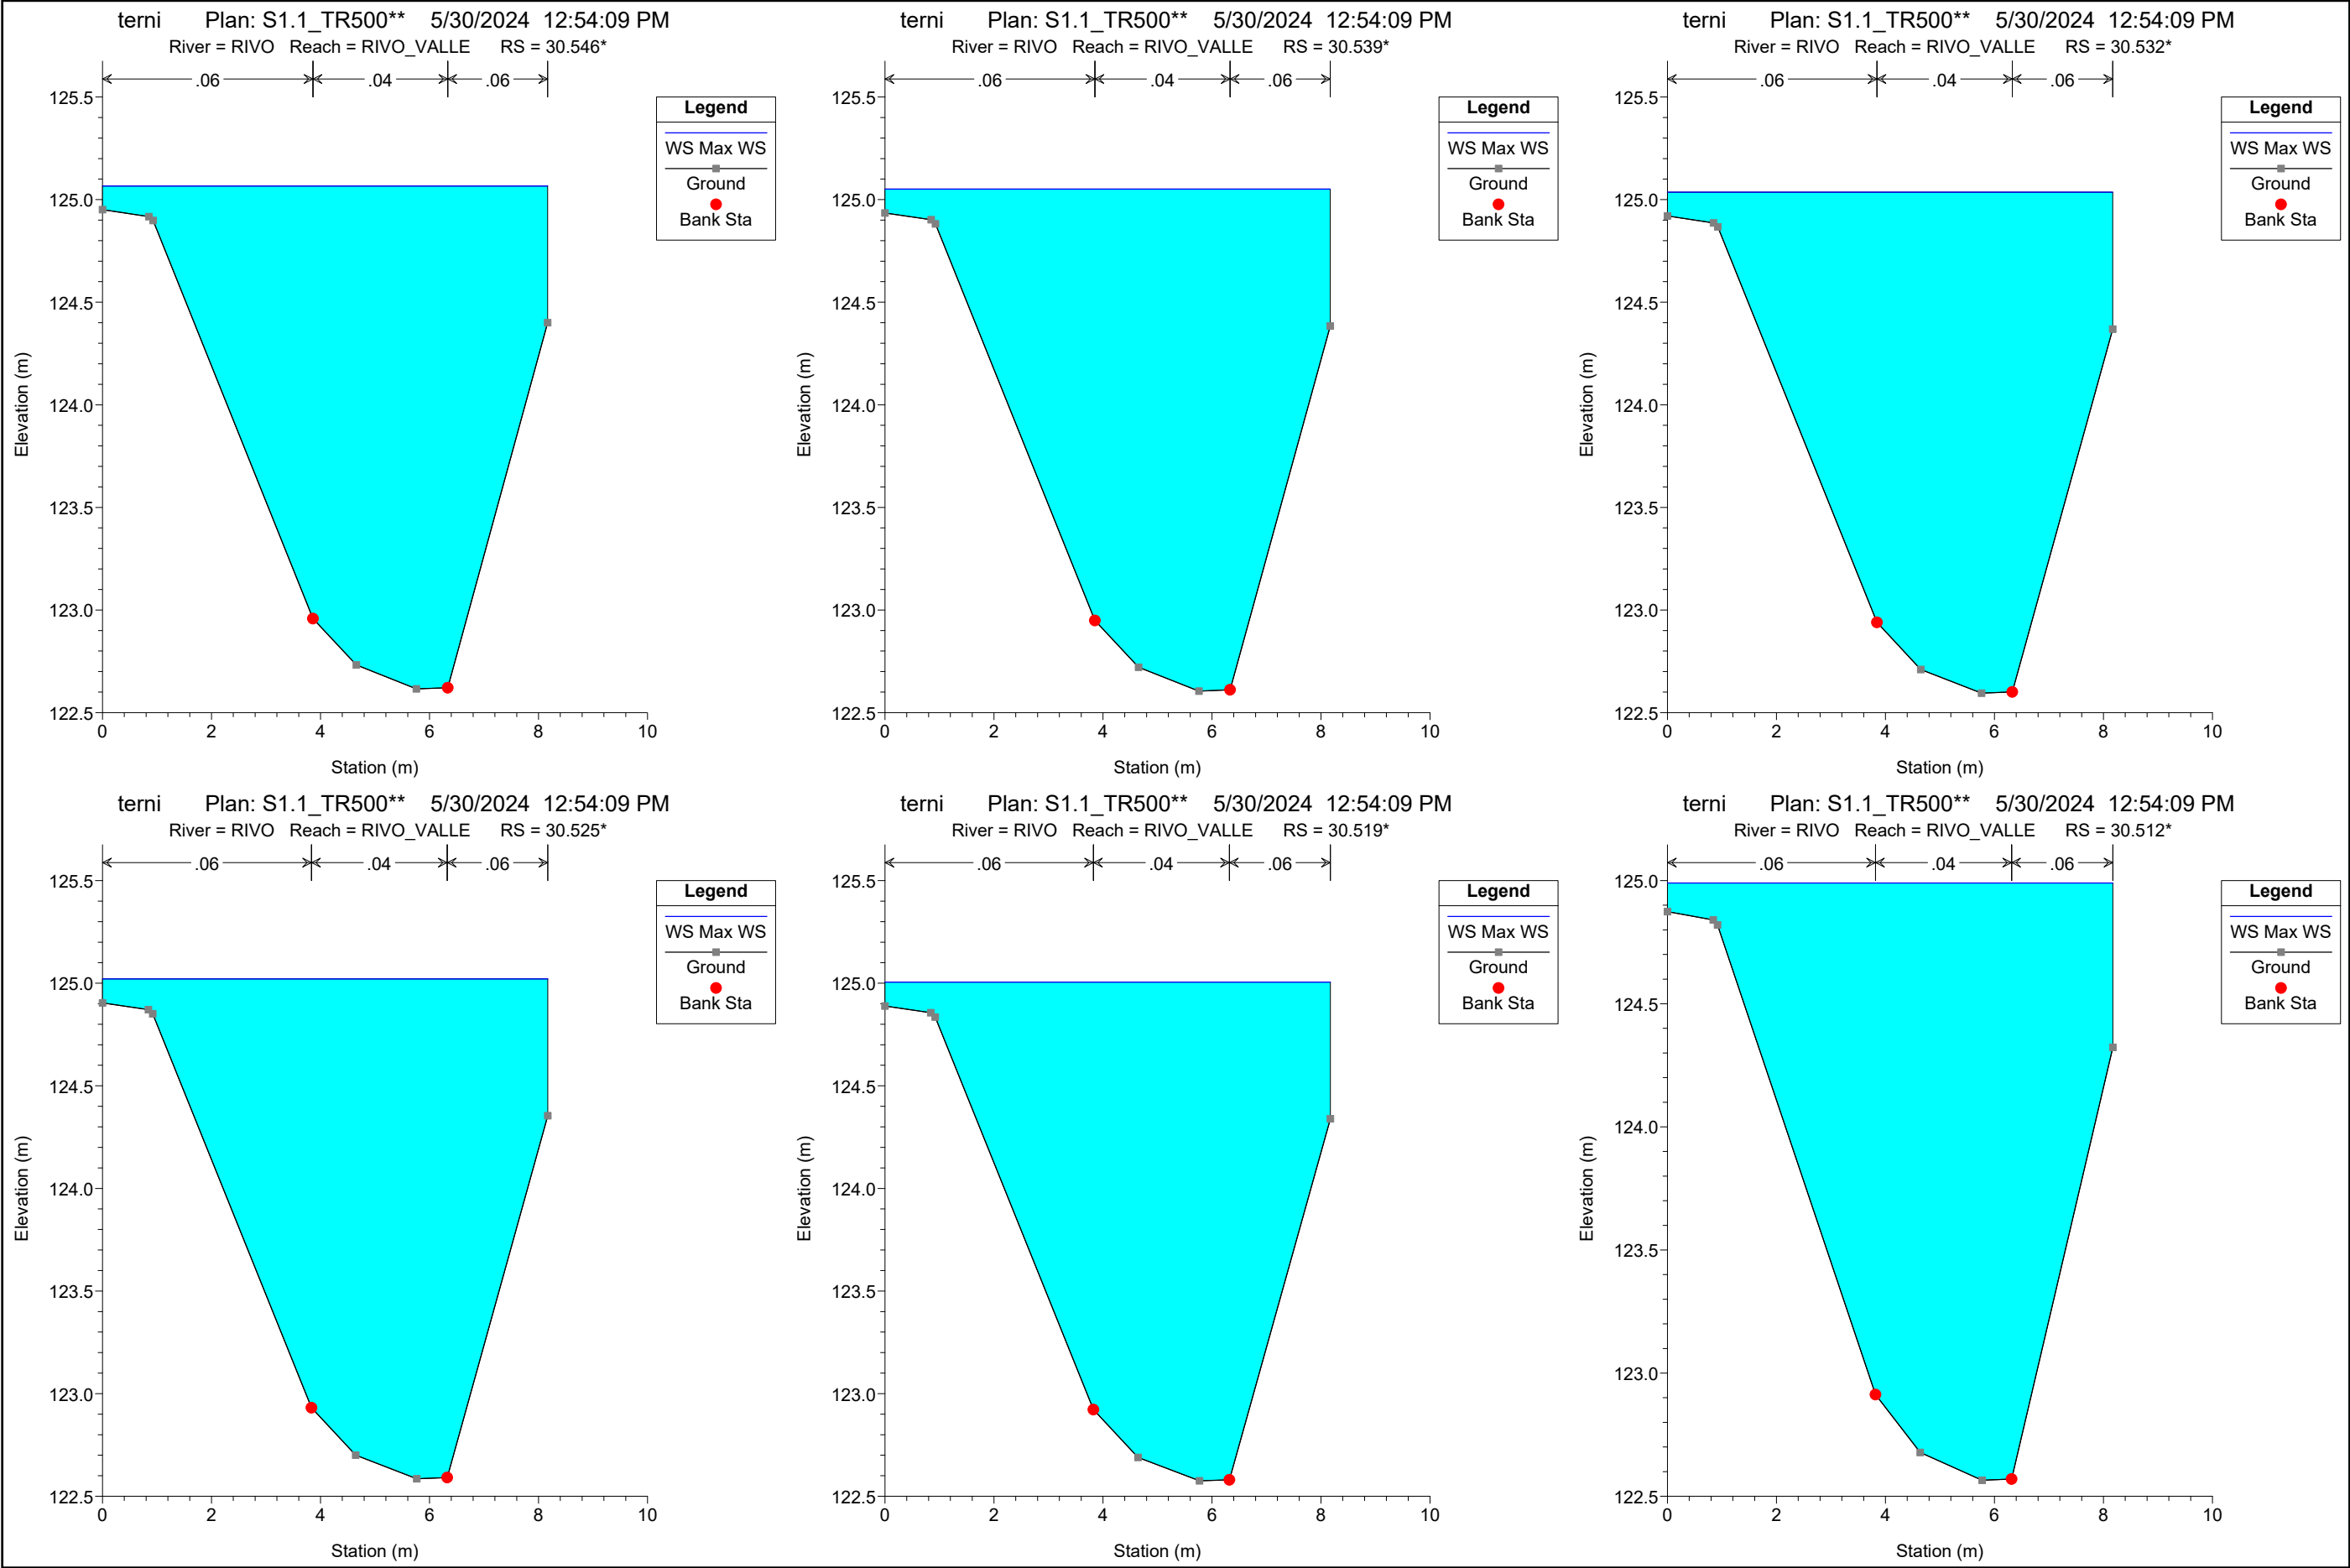 terni Plan: S1.1_TR500** 5/30/2024 12:54:09 PM
River = RIVO Reach = RIVO_VALLE RS = 30.546*
.06 .04 .06
125.5
125.0
124.5
124.0
123.5
123.0
122.5
0 2 4 6 8 10
Station (m)
Elevation (m)
Legend
WS Max WS
Ground
Bank Sta
terni Plan: S1.1_TR500** 5/30/2024 12:54:09 PM
River = RIVO Reach = RIVO_VALLE RS = 30.539*
.06 .04 .06
125.5
125.0
124.5
124.0
123.5
123.0
122.5
0 2 4 6 8 10
Station (m)
Elevation (m)
Legend
WS Max WS
Ground
Bank Sta
terni Plan: S1.1_TR500** 5/30/2024 12:54:09 PM
River = RIVO Reach = RIVO_VALLE RS = 30.532*
.06 .04 .06
125.5
125.0
124.5
124.0
123.5
123.0
122.5
0 2 4 6 8 10
Station (m)
Elevation (m)
Legend
WS Max WS
Ground
Bank Sta
terni Plan: S1.1_TR500** 5/30/2024 12:54:09 PM
River = RIVO Reach = RIVO_VALLE RS = 30.525*
.06 .04 .06
125.5
125.0
124.5
124.0
123.5
123.0
122.5
0 2 4 6 8 10
Station (m)
Elevation (m)
Legend
WS Max WS
Ground
Bank Sta
terni Plan: S1.1_TR500** 5/30/2024 12:54:09 PM
River = RIVO Reach = RIVO_VALLE RS = 30.519*
.06 .04 .06
125.5
125.0
124.5
124.0
123.5
123.0
122.5
0 2 4 6 8 10
Station (m)
Elevation (m)
Legend
WS Max WS
Ground
Bank Sta
terni Plan: S1.1_TR500** 5/30/2024 12:54:09 PM
River = RIVO Reach = RIVO_VALLE RS = 30.512*
.06 .04 .06
125.0
124.5
124.0
123.5
123.0
122.5
0 2 4 6 8 10
Station (m)
Elevation (m)
Legend
WS Max WS
Ground
Bank Sta